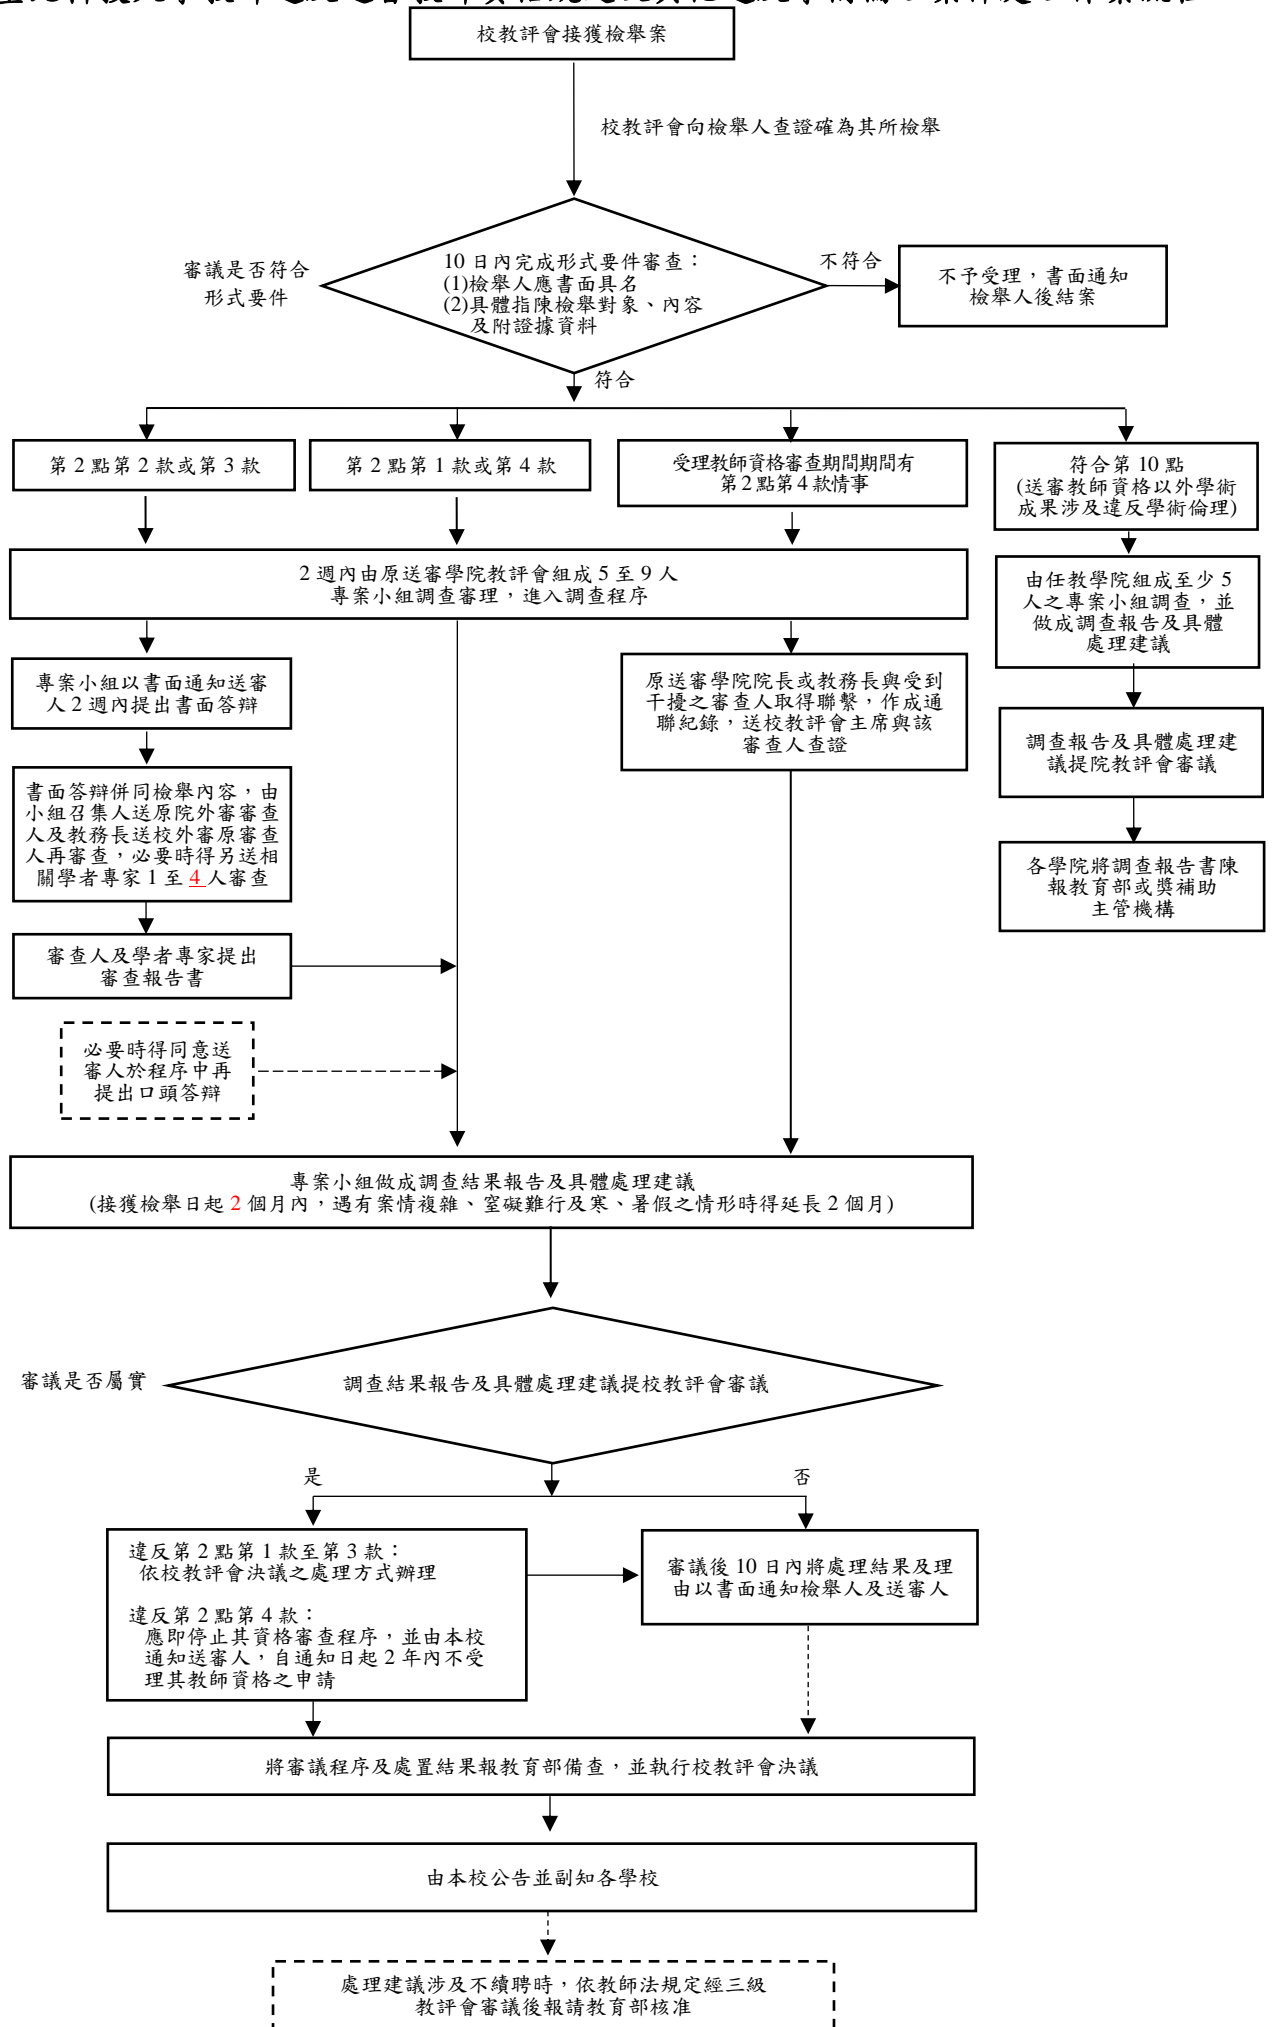 校教評會接獲檢舉案
校教評會向檢舉人查證確為其所檢舉
審議是否符合
形式要件
10 日內完成形式要件審查：
(1)檢舉人應書面具名
(2)具體指陳檢舉對象、內容
及附證據資料
不符合
不予受理，書面通知
檢舉人後結案
符合
第 2 點第 2 款或第 3 款
第 2 點第 1 款或第 4 款
受理教師資格審查期間期間有
第 2 點第 4 款情事
符合第 10 點
(送審教師資格以外學術
成果涉及違反學術倫理)
2 週內由原送審學院教評會組成 5 至 9 人
專案小組調查審理，進入調查程序
由任教學院組成至少 5
人之專案小組調查，並
做成調查報告及具體
處理建議
專案小組以書面通知送審
人 2 週內提出書面答辯
原送審學院院長或教務長與受到
干擾之審查人取得聯繫，作成通
聯紀錄，送校教評會主席與該
審查人查證
調查報告及具體處理建
議提院教評會審議
書面答辯併同檢舉內容，由
小組召集人送原院外審審查
人及教務長送校外審原審查
人再審查，必要時得另送相
關學者專家 1 至 4 人審查
各學院將調查報告書陳
報教育部或獎補助
主管機構
審查人及學者專家提出
審查報告書
必要時得同意送
審人於程序中再
提出口頭答辯
專案小組做成調查結果報告及具體處理建議
(接獲檢舉日起 2 個月內，遇有案情複雜、窒礙難行及寒、暑假之情形時得延長 2 個月)
審議是否屬實
調查結果報告及具體處理建議提校教評會審議
是
否
違反第 2 點第 1 款至第 3 款：
依校教評會決議之處理方式辦理
違反第 2 點第 4 款：
應即停止其資格審查程序，並由本校
通知送審人，自通知日起 2 年內不受
理其教師資格之申請
審議後 10 日內將處理結果及理
由以書面通知檢舉人及送審人
將審議程序及處置結果報教育部備查，並執行校教評會決議
由本校公告並副知各學校
處理建議涉及不續聘時，依教師法規定經三級
教評會審議後報請教育部核准